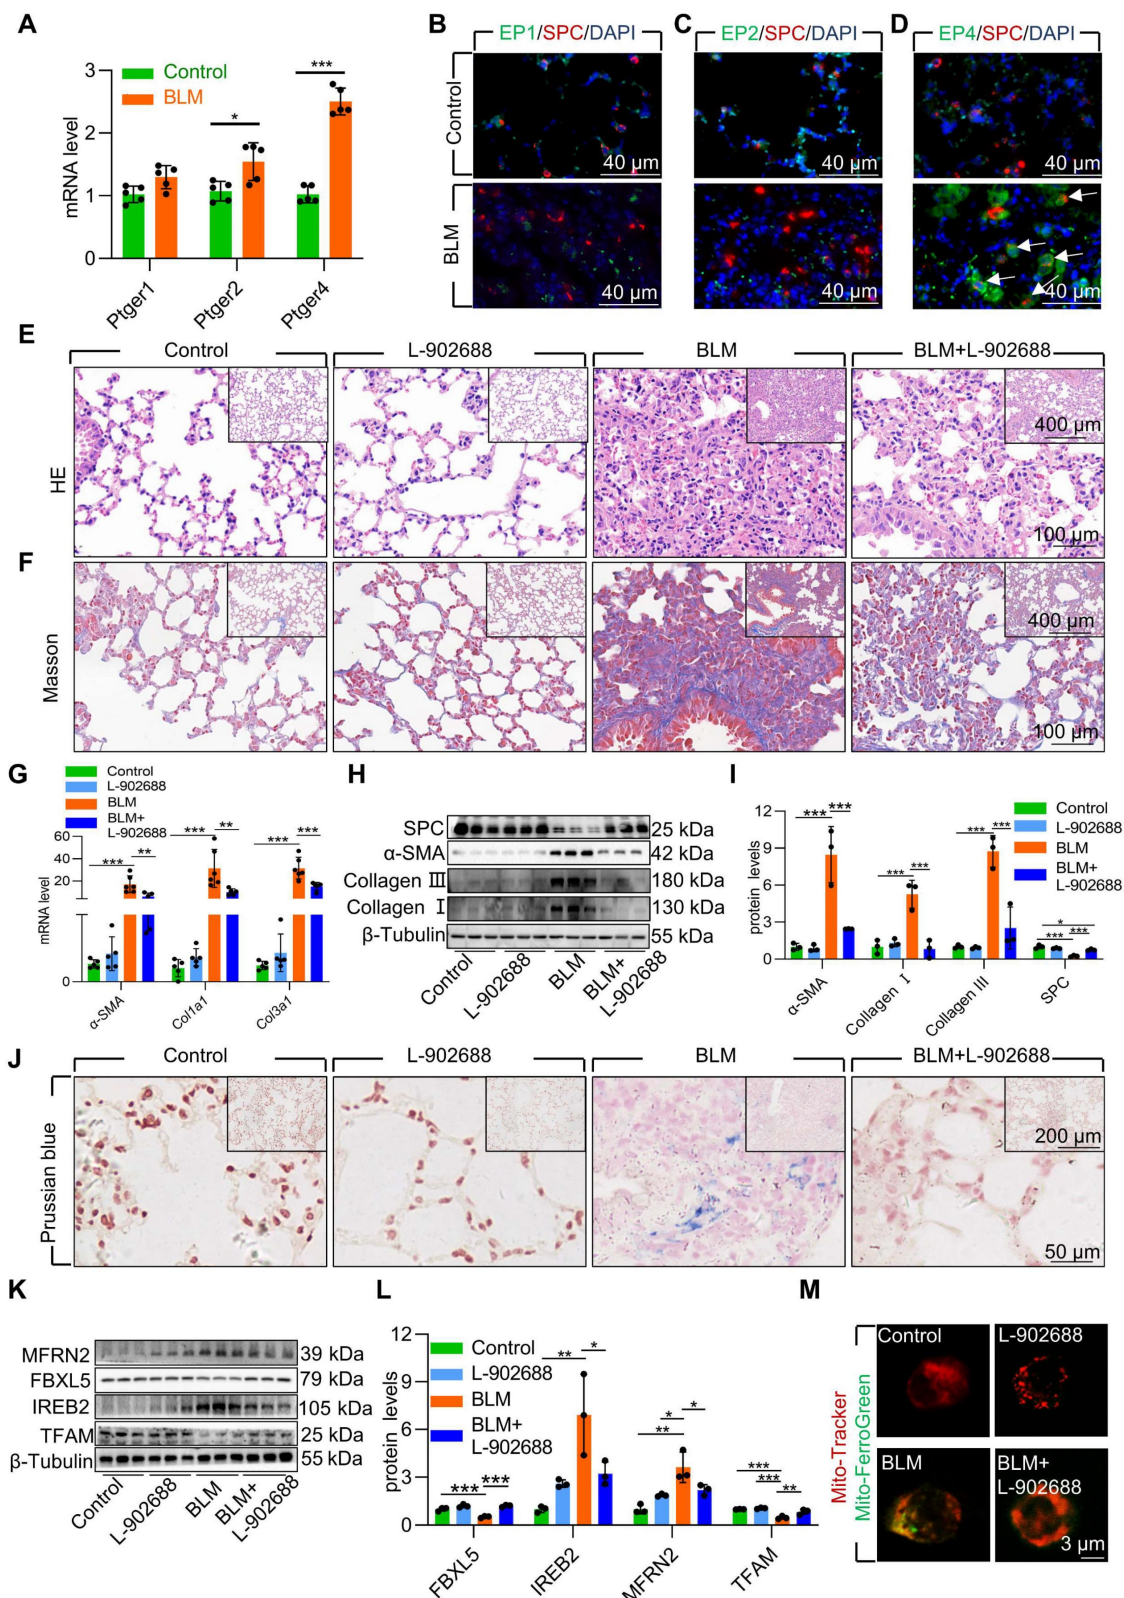 A
3
2
1
0
mRNA level
Control
BLM
*
***
Ptger1
Ptger2
Ptger4
B
EP1/SPC/DAPI
C
EP2/SPC/DAPI
D
EP4/SPC/DAPI
Control
40 µm
40 µm
40 µm
BLM
40 µm
40 µm
40 µm
E
Control
L-902688
BLM
BLM+L-902688
HE
400 µm
100 µm
F
Masson
400 µm
100 µm
G
Control
L-902688
BLM
BLM+
L-902688
60
40
20
0
mRNA level
***
**
***
**
***
***
α-SMA
Col1a1
Col3a1
H
SPC
25 kDa
α-SMA
42 kDa
Collagen Ⅲ
180 kDa
Collagen Ⅰ
130 kDa
β-Tubulin
55 kDa
Control
L-902688
BLM
BLM+
L-902688
I
12
9
6
3
0
protein levels
Control
L-902688
BLM
BLM+
L-902688
***
***
***
***
***
***
*
***
***
α-SMA
Collagen Ⅰ
Collagen III
SPC
J
Control
L-902688
BLM
BLM+L-902688
Prussian blue
200 µm
50 µm
K
MFRN2
39 kDa
FBXL5
79 kDa
IREB2
105 kDa
TFAM
25 kDa
β-Tubulin
55 kDa
Control
L-902688
BLM
BLM+
L-902688
L
12
9
6
3
0
protein levels
Control
L-902688
BLM
BLM+
L-902688
***
***
**
*
**
*
*
***
***
**
FBXL5
IREB2
MFRN2
TFAM
M
Mito-Tracker
Mito-FerroGreen
Control
L-902688
BLM
BLM+
L-902688
3 µm